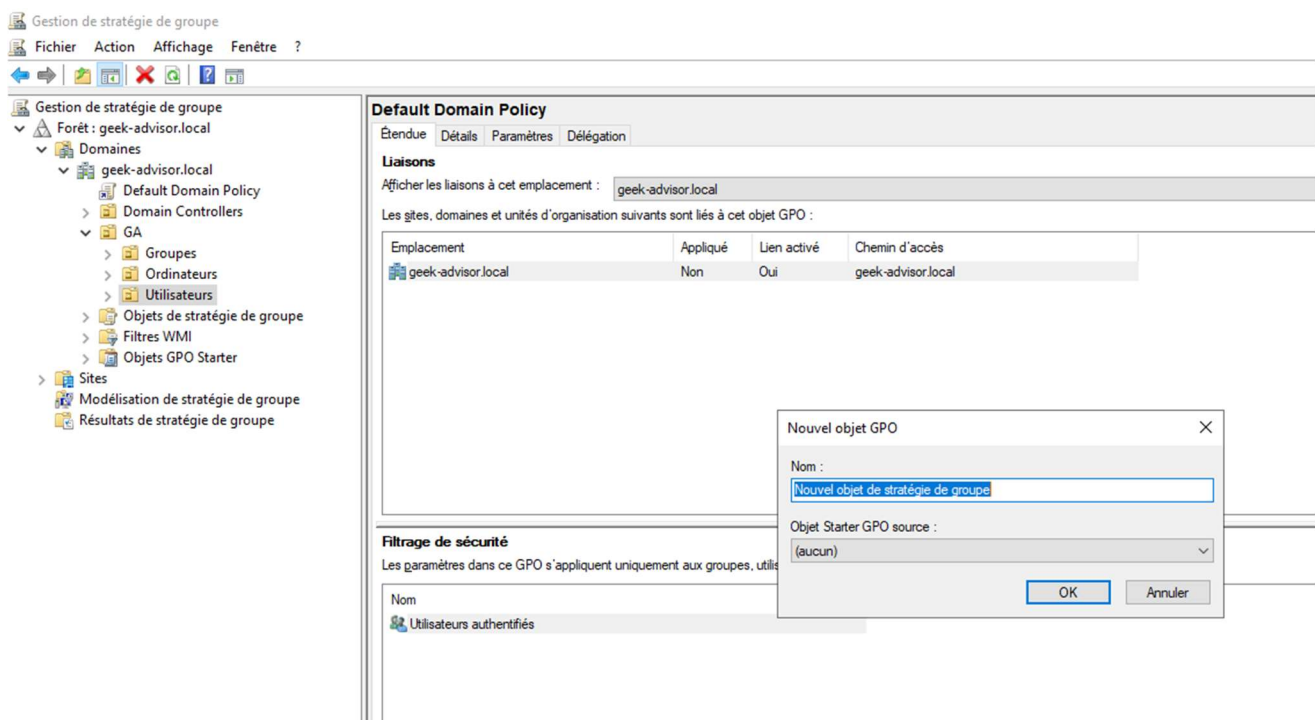 Gestion de stratégie de groupe
Fichier Action Affichage Fenêtre ?
Gestion de stratégie de groupe
Forêt : geek-advisor.local
Domaines
geek-advisor.local
Default Domain Policy
Domain Controllers
GA
Groupes
Ordinateurs
Utilisateurs
Objets de stratégie de groupe
Filtres WMI
Objets GPO Starter
Sites
Modélisation de stratégie de groupe
Résultats de stratégie de groupe
Default Domain Policy
Étendue Détails Paramètres Délégation
Liaisons
Afficher les liaisons à cet emplacement : geek-advisor.local
Les sites, domaines et unités d'organisation suivants sont liés à cet objet GPO :
Emplacement Appliqué Lien activé Chemin d'accès
geek-advisor.local Non Oui geek-advisor.local
Filtrage de sécurité
Les paramètres dans ce GPO s'appliquent uniquement aux groupes, utilis
Nom
Utilisateurs authentifiés
Nouvel objet GPO
Nom :
Nouvel objet de stratégie de groupe
Objet Starter GPO source :
(aucun)
OK Annuler